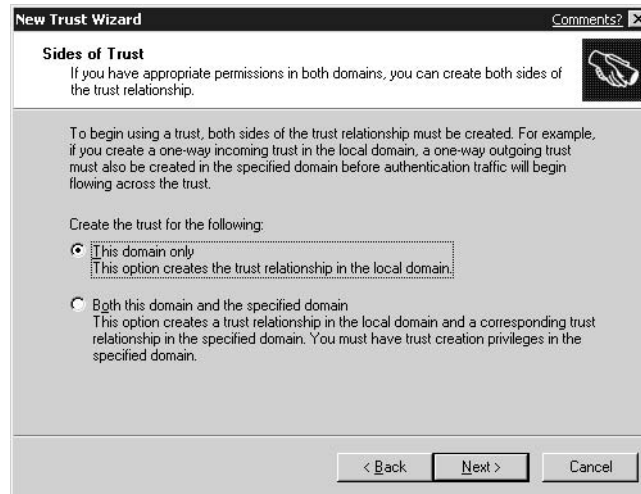 New Trust Wizard
Comments?
Sides of Trust
If you have appropriate permissions in both domains, you can create both sides of
the trust relationship.
To begin using a trust, both sides of the trust relationship must be created. For example,
if you create a one-way incoming trust in the local domain, a one-way outgoing trust
must also be created in the specified domain before authentication traffic will begin
flowing across the trust.
Create the trust for the following:
This domain only
This option creates the trust relationship in the local domain.
Both this domain and the specified domain
This option creates a trust relationship in the local domain and a corresponding trust
relationship in the specified domain. You must have trust creation privileges in the
specified domain.
< Back
Next >
Cancel